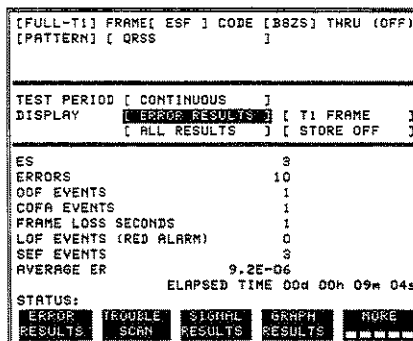 [FULL-T1] FRAME[ ESF ] CODE [B8ZS] THRU (OFF)
[PATTERN] [ QRSS ]
TEST PERIOD [ CONTINUOUS ]
DISPLAY [ ERROR RESULTS ] [ T1 FRAME ]
[ ALL RESULTS ] [ STORE OFF ]
ES 3
ERRORS 10
OOF EVENTS 1
COFA EVENTS 1
FRAME LOSS SECONDS 1
LOF EVENTS (RED ALARM) 0
SEF EVENTS 3
AVERAGE ER 9.2E-06
ELAPSED TIME 00d 00h 09m 04s
STATUS:
ERROR RESULTS TROUBLE SCAN SIGNAL RESULTS GRAPH RESULTS MORE